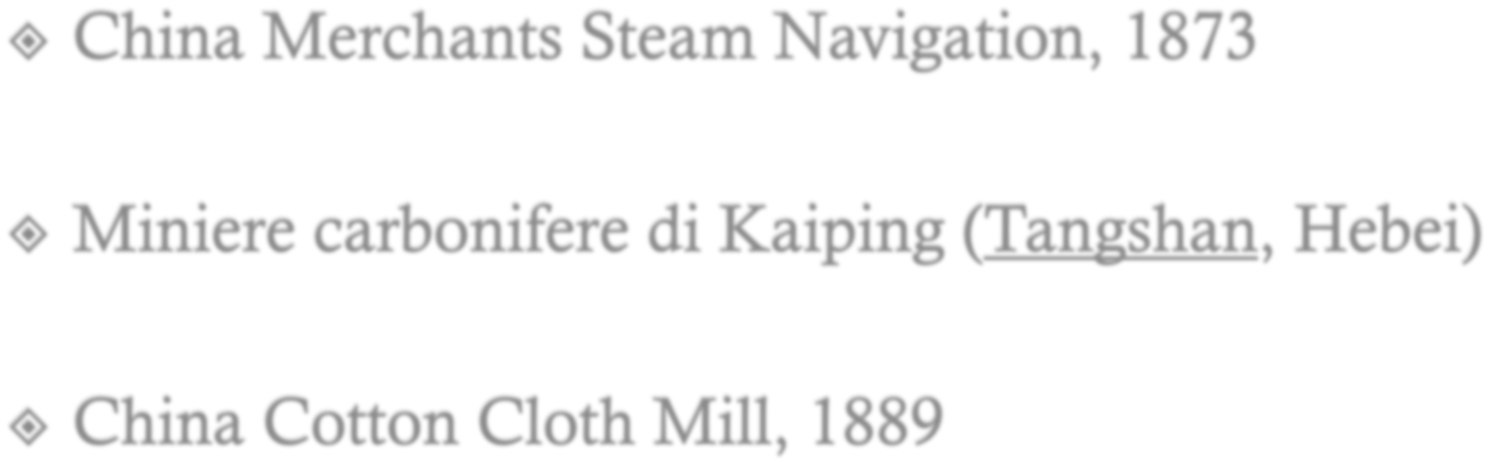 ◈ China Merchants Steam Navigation, 1873
◈ Miniere carbonifere di Kaiping (Tangshan, Hebei)
◈ China Cotton Cloth Mill, 1889